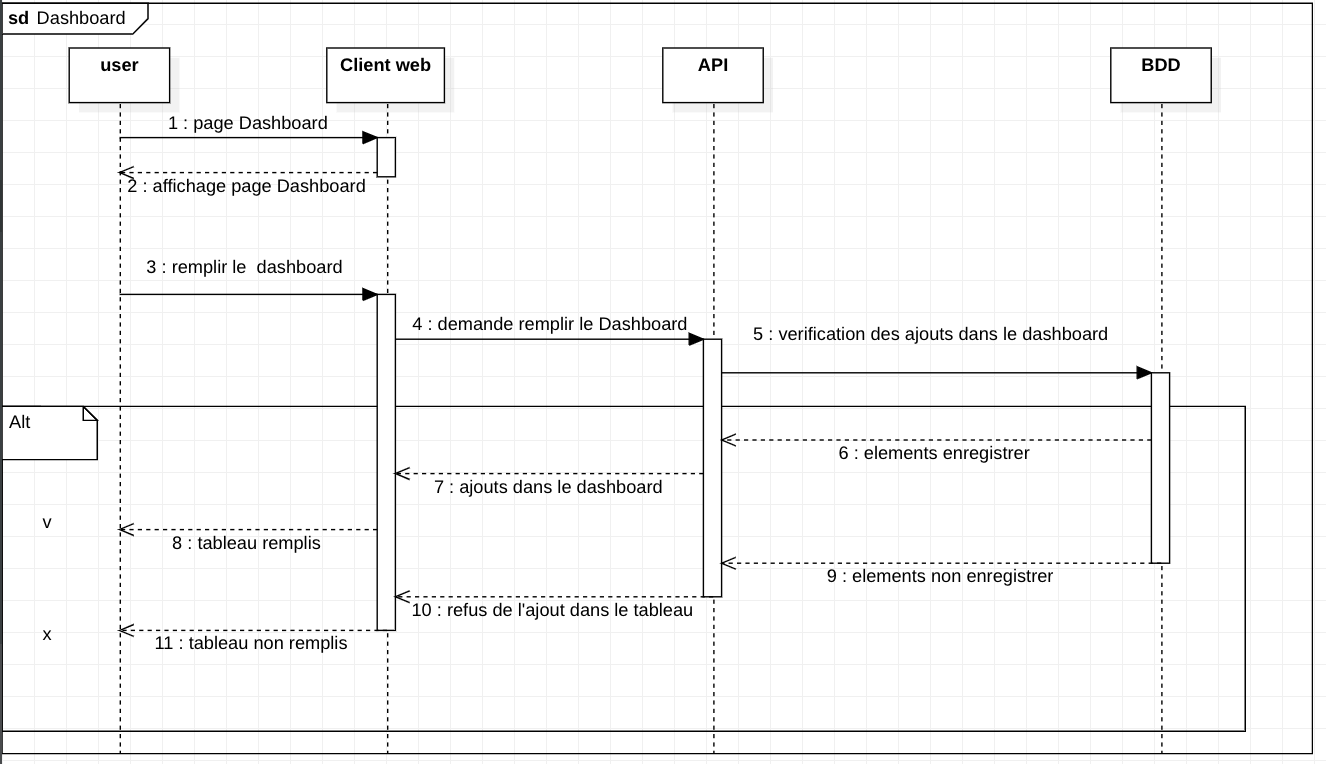 sd Dashboard
user
Client web
API
BDD
1 : page Dashboard
2 : affichage page Dashboard
3 : remplir le  dashboard
4 : demande remplir le Dashboard
5 : verification des ajouts dans le dashboard
Alt
6 : elements enregistrer
7 : ajouts dans le dashboard
v
8 : tableau remplis
9 : elements non enregistrer
10 : refus de l'ajout dans le tableau
x
11 : tableau non remplis